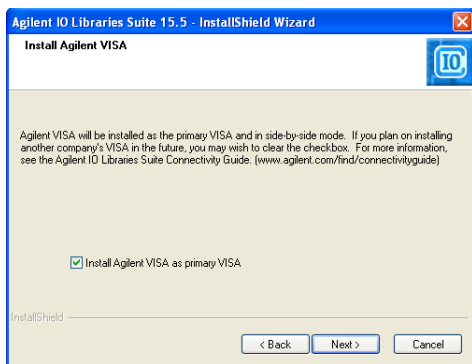 Agilent IO Libraries Suite 15.5 - InstallShield Wizard
Install Agilent VISA
IO
Agilent VISA will be installed as the primary VISA and in side-by-side mode. If you plan on installing
another company's VISA in the future, you may wish to clear the checkbox. For more information,
see the Agilent IO Libraries Suite Connectivity Guide. (www.agilent.com/find/connectivityguide)
Install Agilent VISA as primary VISA
InstallShield
< Back Next > Cancel